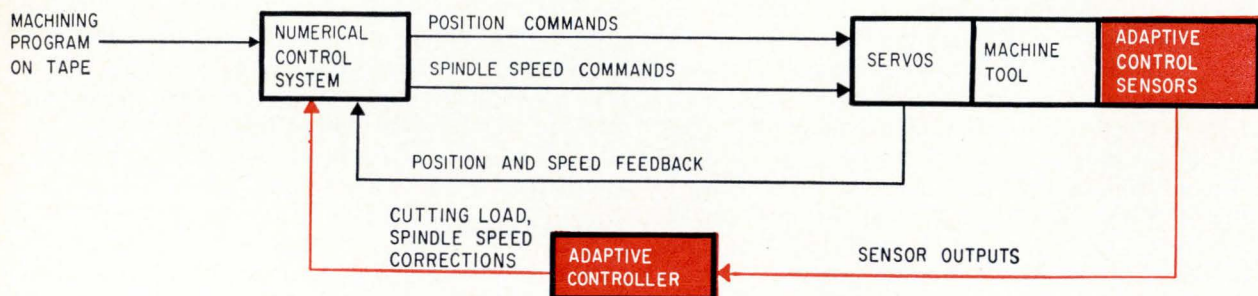 MACHINING
PROGRAM
ON TAPE
NUMERICAL
CONTROL
SYSTEM
POSITION COMMANDS
SPINDLE SPEED COMMANDS
SERVOS
MACHINE
TOOL
ADAPTIVE
CONTROL
SENSORS
POSITION AND SPEED FEEDBACK
CUTTING LOAD,
SPINDLE SPEED
CORRECTIONS
ADAPTIVE
CONTROLLER
SENSOR OUTPUTS